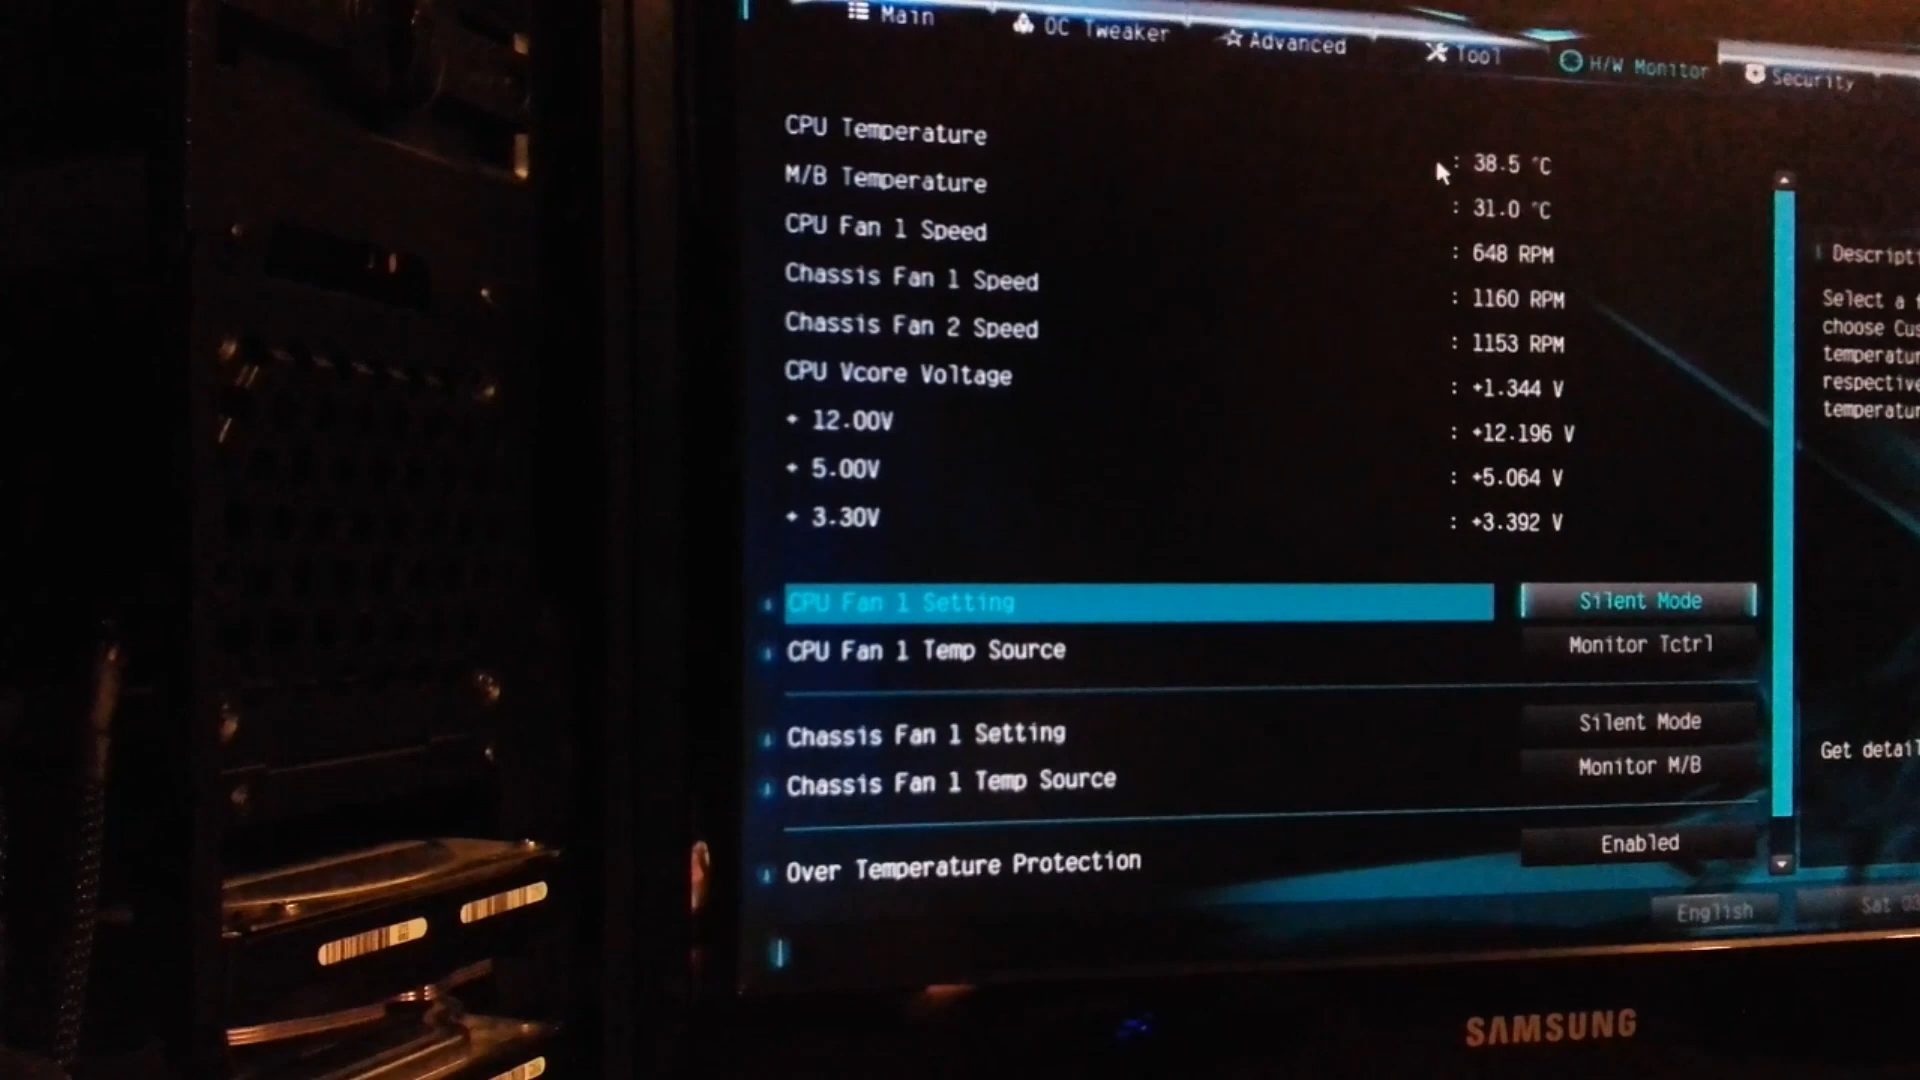 Main OC Tweaker Advanced Tool H/W Monitor Security
CPU Temperature : 38.5 °C
M/B Temperature : 31.0 °C
CPU Fan 1 Speed : 648 RPM
Chassis Fan 1 Speed : 1160 RPM
Chassis Fan 2 Speed : 1153 RPM
CPU Vcore Voltage : +1.344 V
+ 12.00V : +12.196 V
+ 5.00V : +5.064 V
+ 3.30V : +3.392 V
CPU Fan 1 Setting Silent Mode
CPU Fan 1 Temp Source Monitor Tctrl
Chassis Fan 1 Setting Silent Mode
Chassis Fan 1 Temp Source Monitor M/B
Over Temperature Protection Enabled
Descripti
Select a f
choose Cus
temperatur
respective
temperatur
Get detail
English Sat
SAMSUNG